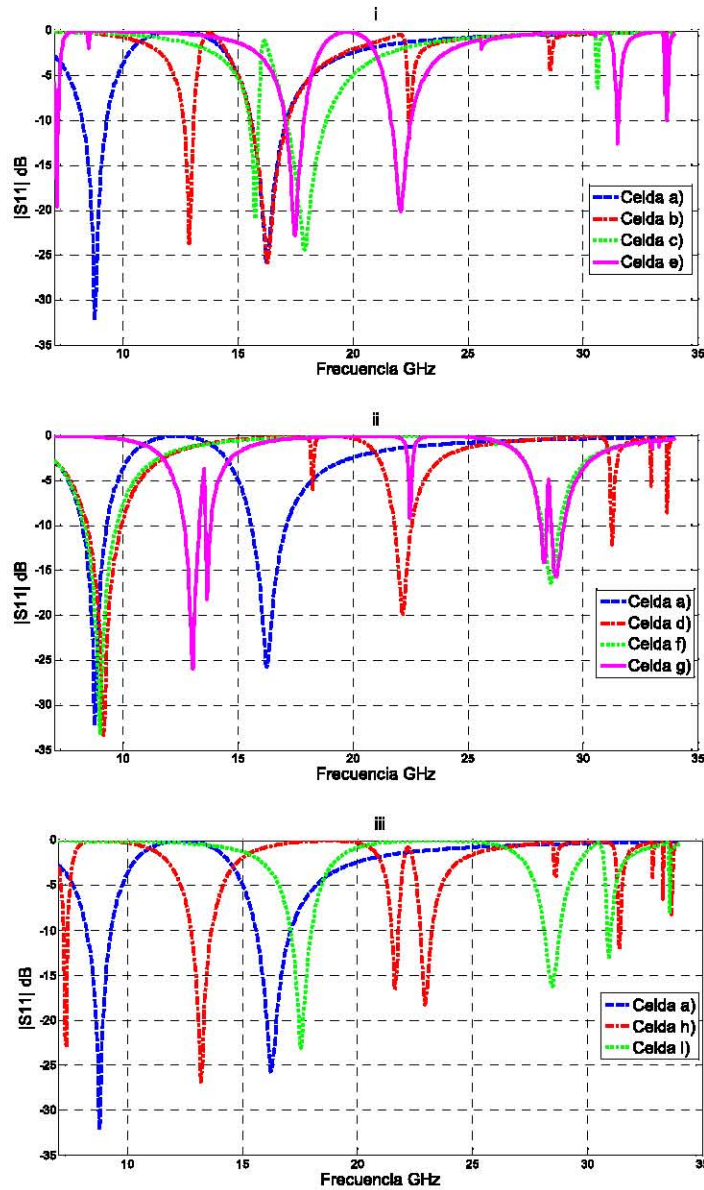 i
0
-5
-10
-15
-20
-25
-30
-35
|S11| dB
Celda a)
Celda b)
Celda c)
Celda e)
10 15 20 25 30 35
Frecuencia GHz
ii
0
-5
-10
-15
-20
-25
-30
-35
|S11| dB
Celda a)
Celda d)
Celda f)
Celda g)
10 15 20 25 30 35
Frecuencia GHz
iii
0
-5
-10
-15
-20
-25
-30
-35
|S11| dB
Celda a)
Celda h)
Celda I)
10 15 20 25 30 35
Frecuencia GHz